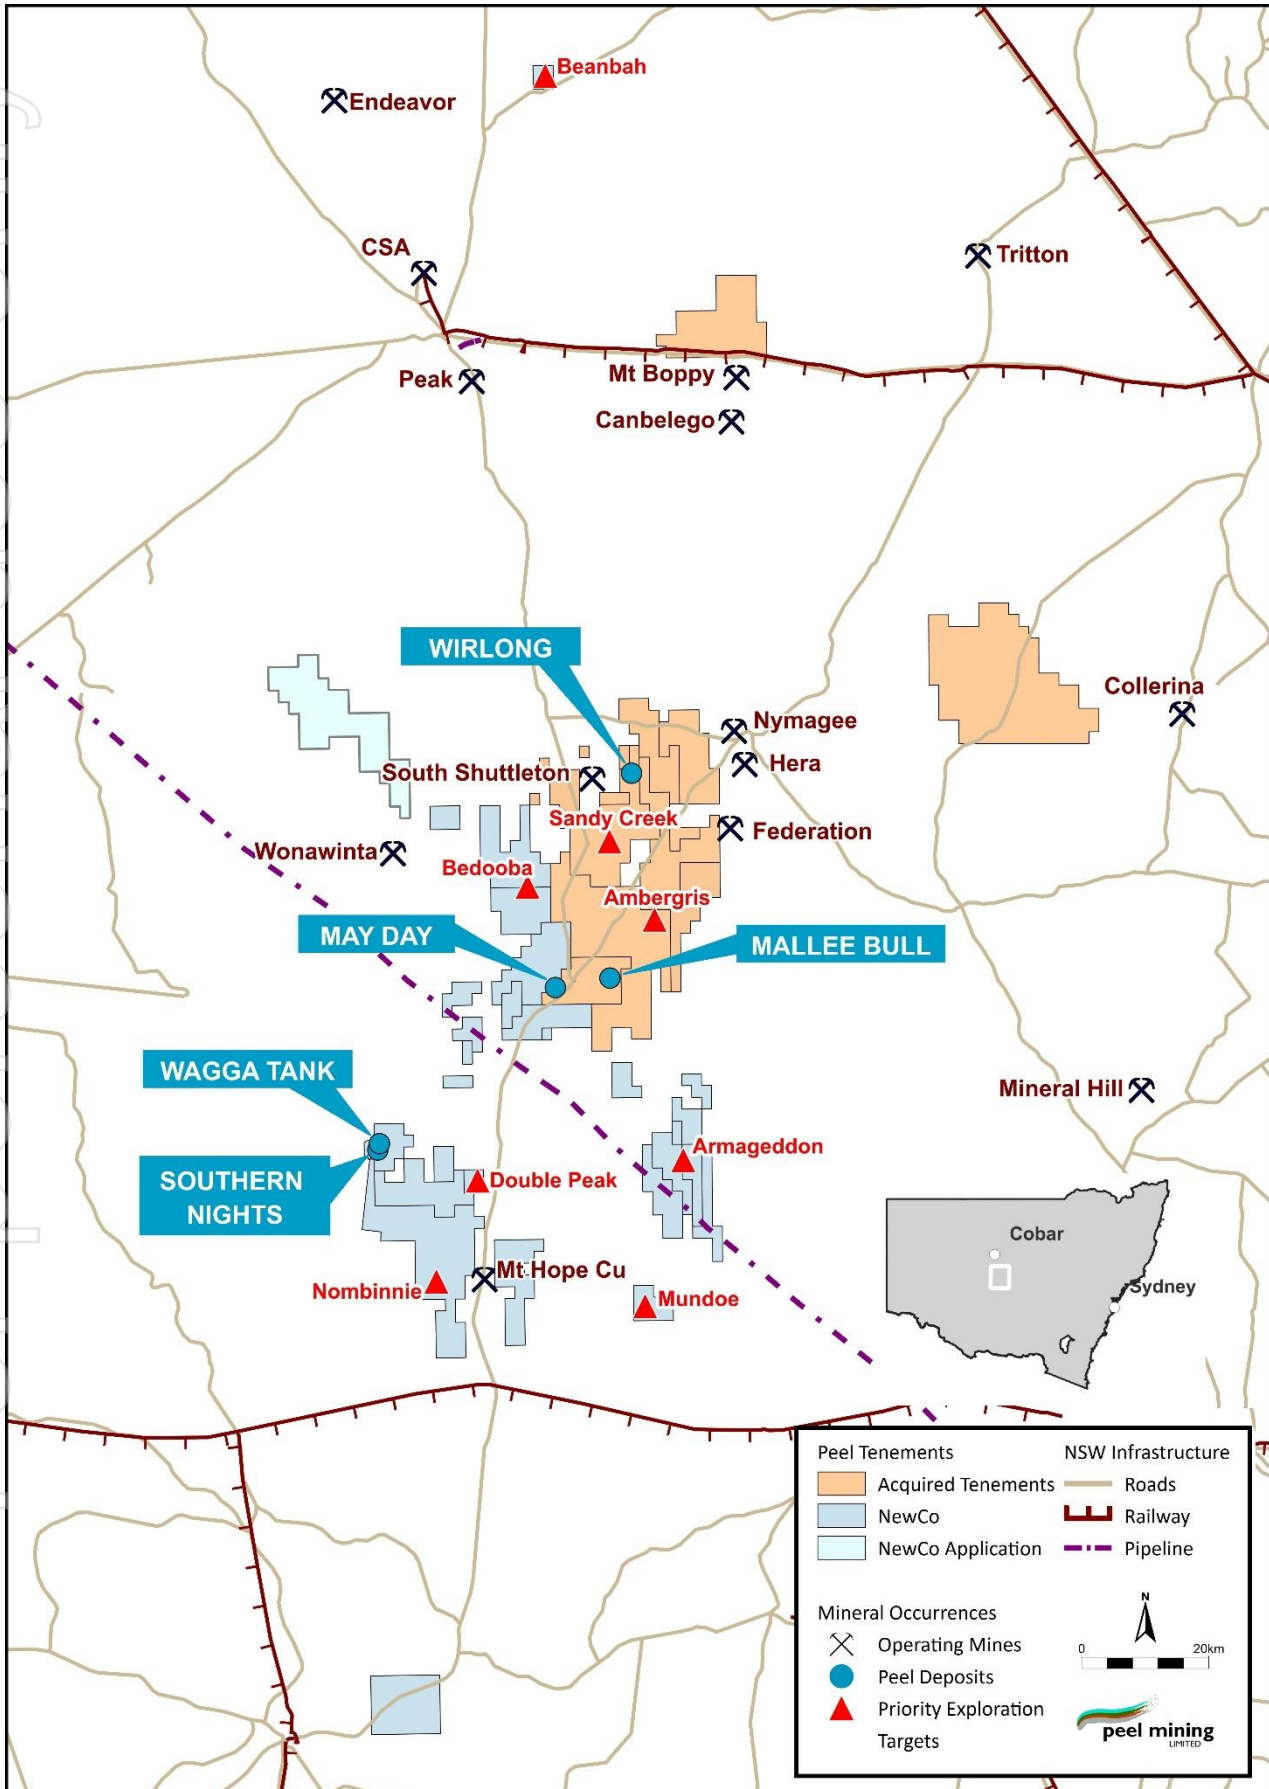 Beanbah
Endeavor
CSA
Tritton
Peak
Mt Boppy
Canbelego
WIRLONG
Collerina
Nymagee
Hera
South Shuttleton
Sandy Creek
Federation
Wonawinta
Bedooba
Ambergris
MAY DAY
MALLEE BULL
WAGGA TANK
Mineral Hill
Armageddon
SOUTHERN
NIGHTS
Double Peak
Cobar
Mt Hope Cu
Nombinnie
Mundoe
Sydney
Peel Tenements
Acquired Tenements
NewCo
NewCo Application
NSW Infrastructure
Roads
Railway
Pipeline
Mineral Occurrences
Operating Mines
Peel Deposits
Priority Exploration
Targets
N
0 20km
peel mining
LIMITED